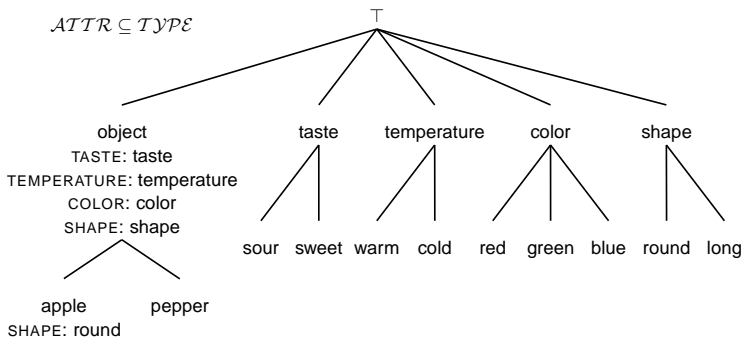 ⊤
𝒜𝒯𝒯ℛ ⊆ 𝒯𝒴𝒫ℰ
object taste temperature color shape
TASTE: taste
TEMPERATURE: temperature
COLOR: color
SHAPE: shape
sour sweet warm cold red green blue round long
apple pepper
SHAPE: round